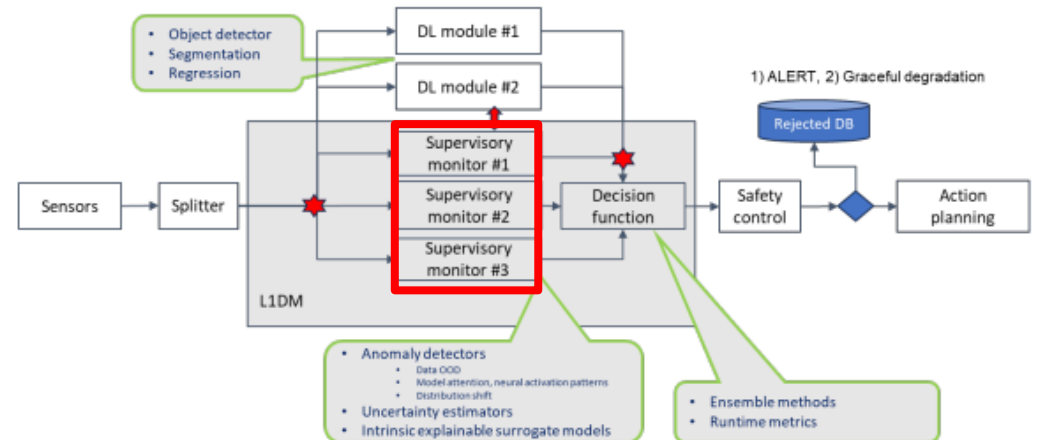 • Object detector
• Segmentation
• Regression
DL module #1
DL module #2
1) ALERT, 2) Graceful degradation
Rejected DB
Sensors
Splitter
Supervisory
monitor #1
Supervisory
monitor #2
Supervisory
monitor #3
Decision
function
Safety
control
Action
planning
L1DM
• Anomaly detectors
• Data OOD
• Model attention, neural activation patterns
• Distribution shift
• Uncertainty estimators
• Intrinsic explainable surrogate models
• Ensemble methods
• Runtime metrics